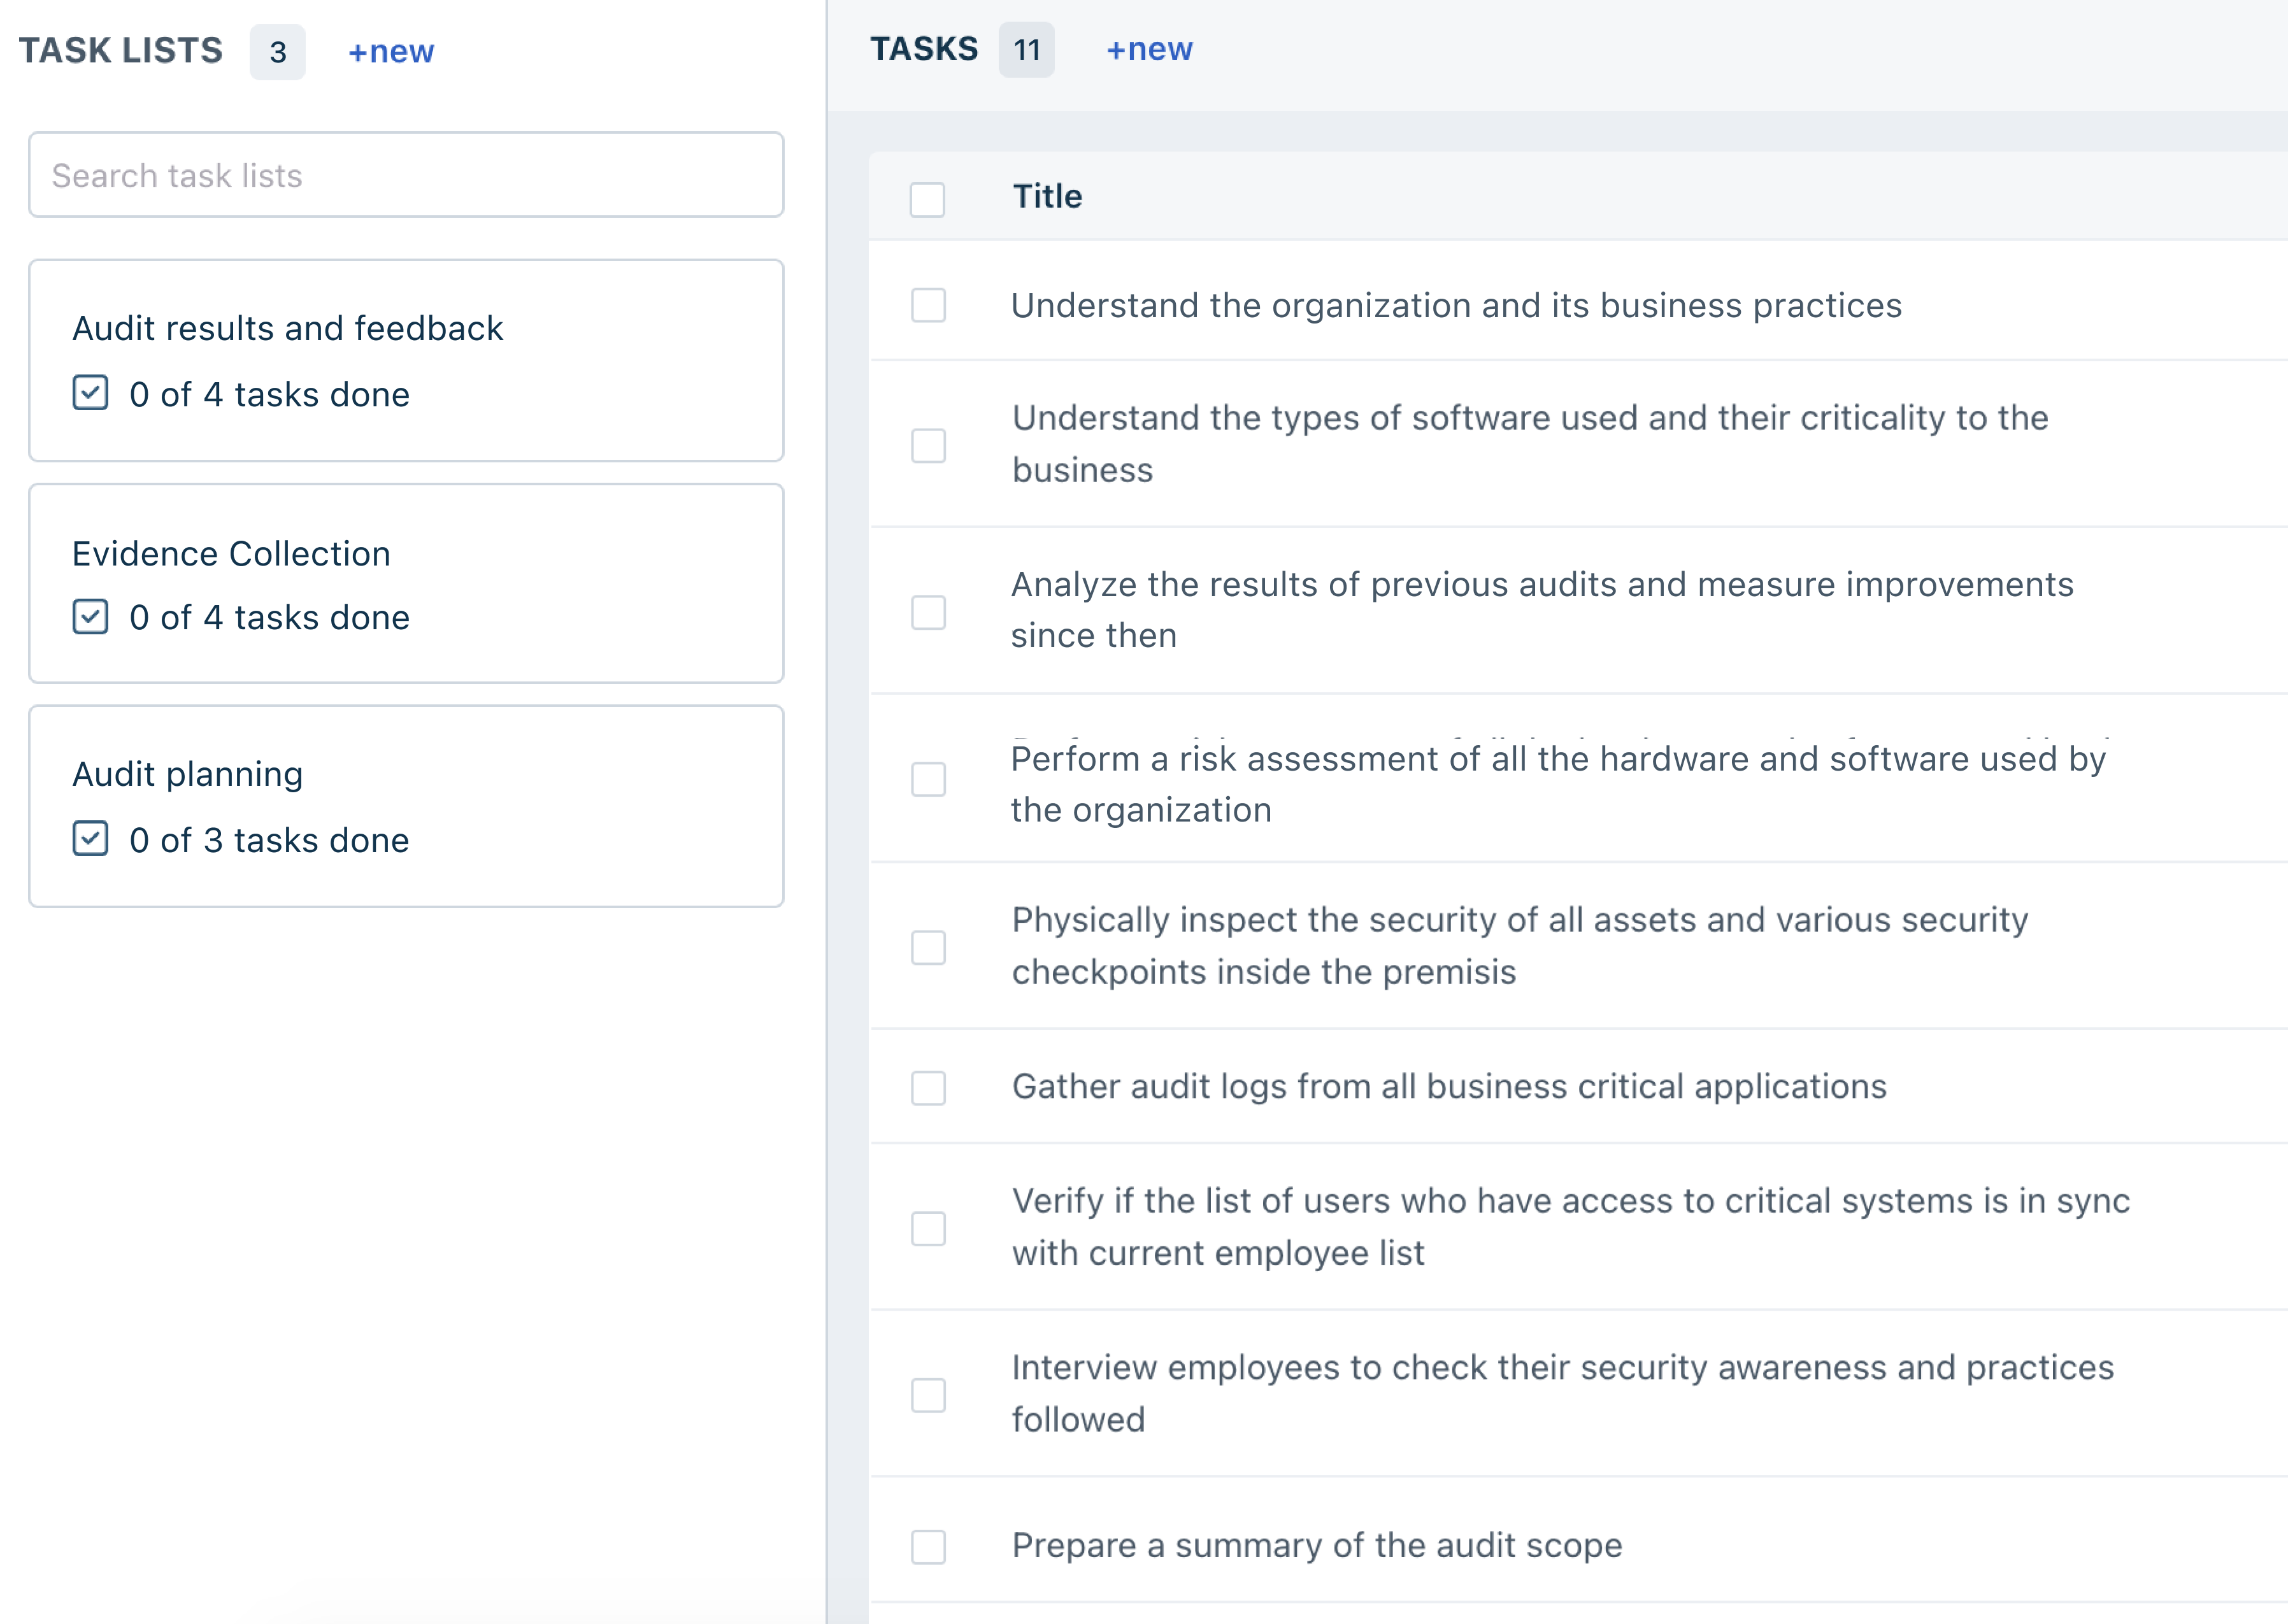 TASK LISTS 3 +new
Search task lists
Audit results and feedback
0 of 4 tasks done
Evidence Collection
0 of 4 tasks done
Audit planning
0 of 3 tasks done
TASKS 11 +new
Title
Understand the organization and its business practices
Understand the types of software used and their criticality to the
business
Analyze the results of previous audits and measure improvements
since then
Perform a risk assessment of all the hardware and software used by
the organization
Physically inspect the security of all assets and various security
checkpoints inside the premisis
Gather audit logs from all business critical applications
Verify if the list of users who have access to critical systems is in sync
with current employee list
Interview employees to check their security awareness and practices
followed
Prepare a summary of the audit scope